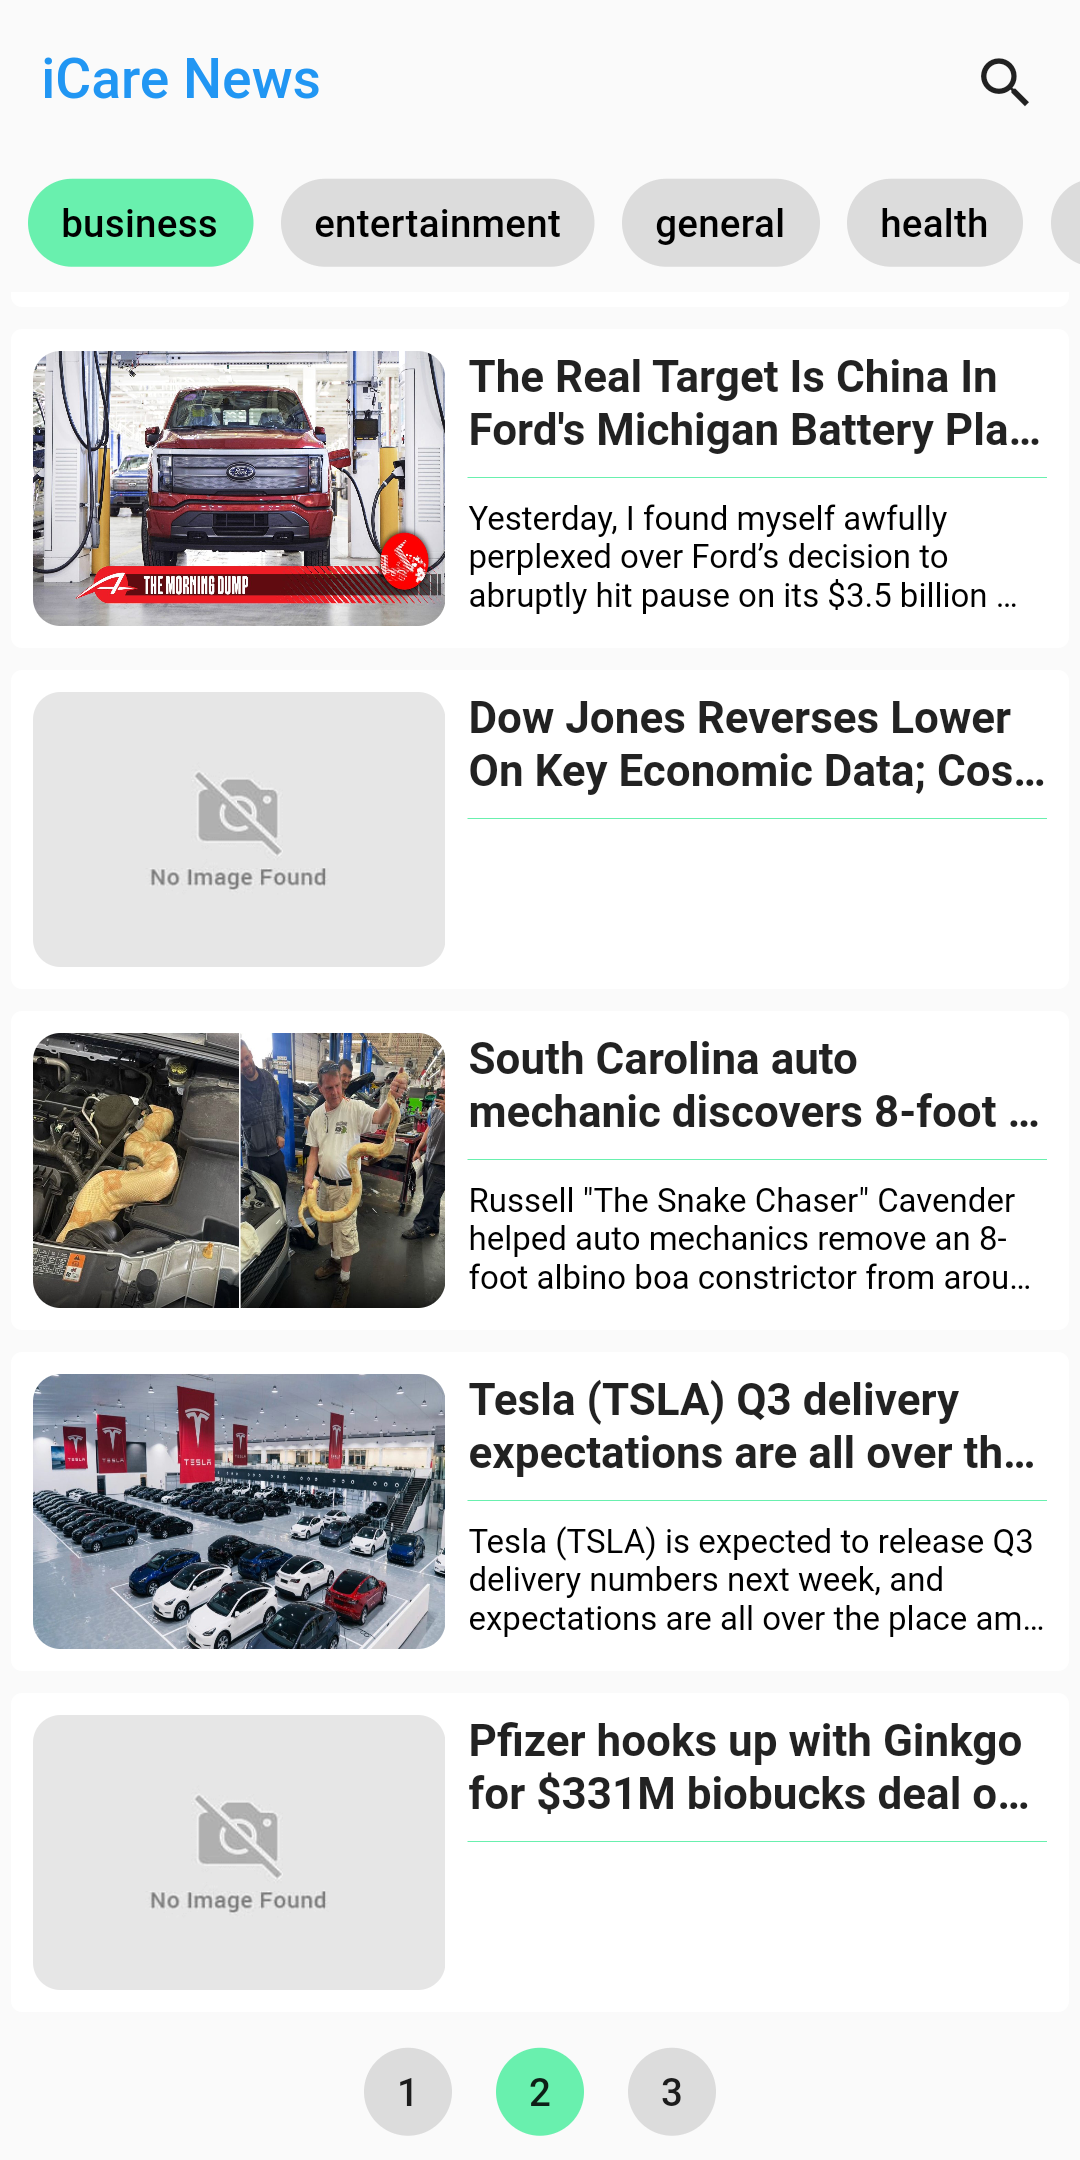 iCare News
business
entertainment
general
health
The Real Target Is China In
Ford's Michigan Battery Pla...
Yesterday, I found myself awfully
perplexed over Ford’s decision to
abruptly hit pause on its $3.5 billion ...
THE MORNING DUMP
Dow Jones Reverses Lower
On Key Economic Data; Cos...
No Image Found
South Carolina auto
mechanic discovers 8-foot ...
Russell "The Snake Chaser" Cavender
helped auto mechanics remove an 8-
foot albino boa constrictor from arou...
Tesla (TSLA) Q3 delivery
expectations are all over th...
Tesla (TSLA) is expected to release Q3
delivery numbers next week, and
expectations are all over the place am...
TESLA
Pfizer hooks up with Ginkgo
for $331M biobucks deal o...
No Image Found
1
2
3